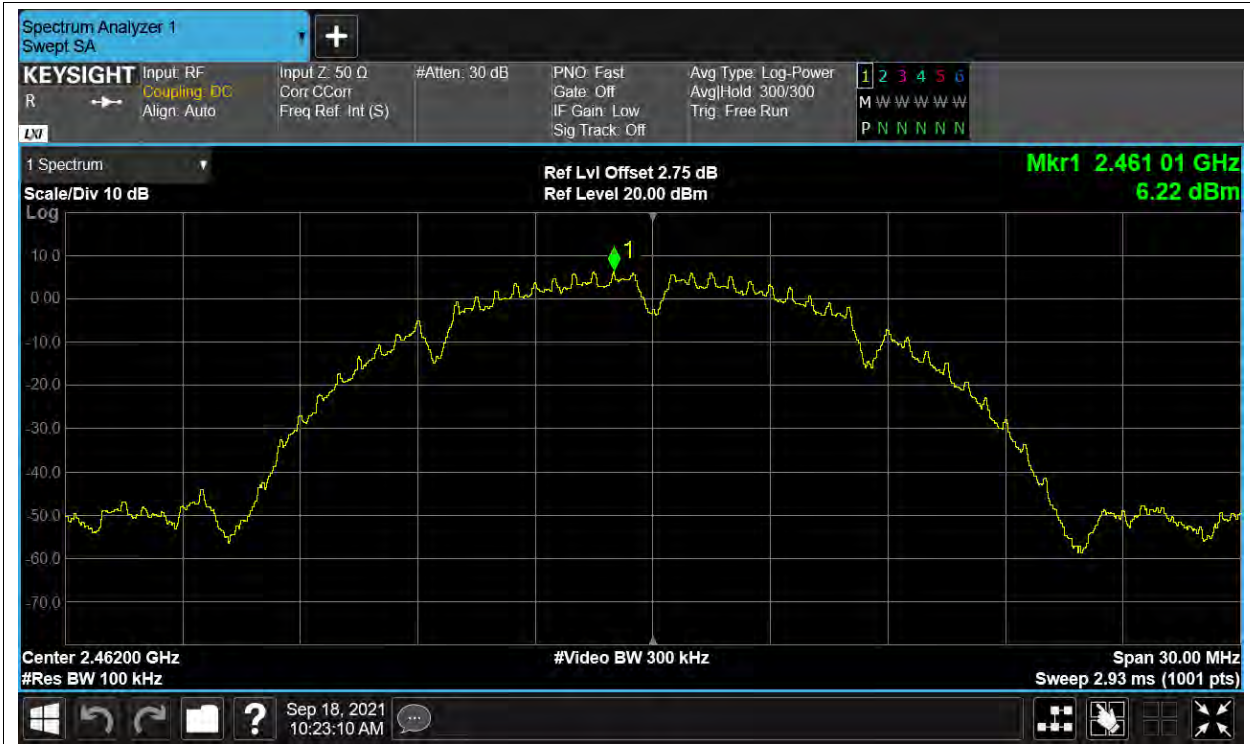 Spectrum Analyzer 1
Swept SA
+
KEYSIGHT
R
LXI
Input: RF
Coupling: DC
Align: Auto
Input Z: 50 Ω
Corr CCorr
Freq Ref: Int (S)
#Atten: 30 dB
PNO: Fast
Gate: Off
IF Gain: Low
Sig Track: Off
Avg Type: Log-Power
Avg|Hold: 300/300
Trig: Free Run
1 2 3 4 5 6
M W W W W W
P N N N N N
1 Spectrum
Scale/Div 10 dB
Ref Lvl Offset 2.75 dB
Ref Level 20.00 dBm
Mkr1 2.461 01 GHz
6.22 dBm
Log
1
10.0
0.00
-10.0
-20.0
-30.0
-40.0
-50.0
-60.0
-70.0
Center 2.46200 GHz
#Res BW 100 kHz
#Video BW 300 kHz
Span 30.00 MHz
Sweep 2.93 ms (1001 pts)
?
Sep 18, 2021
10:23:10 AM